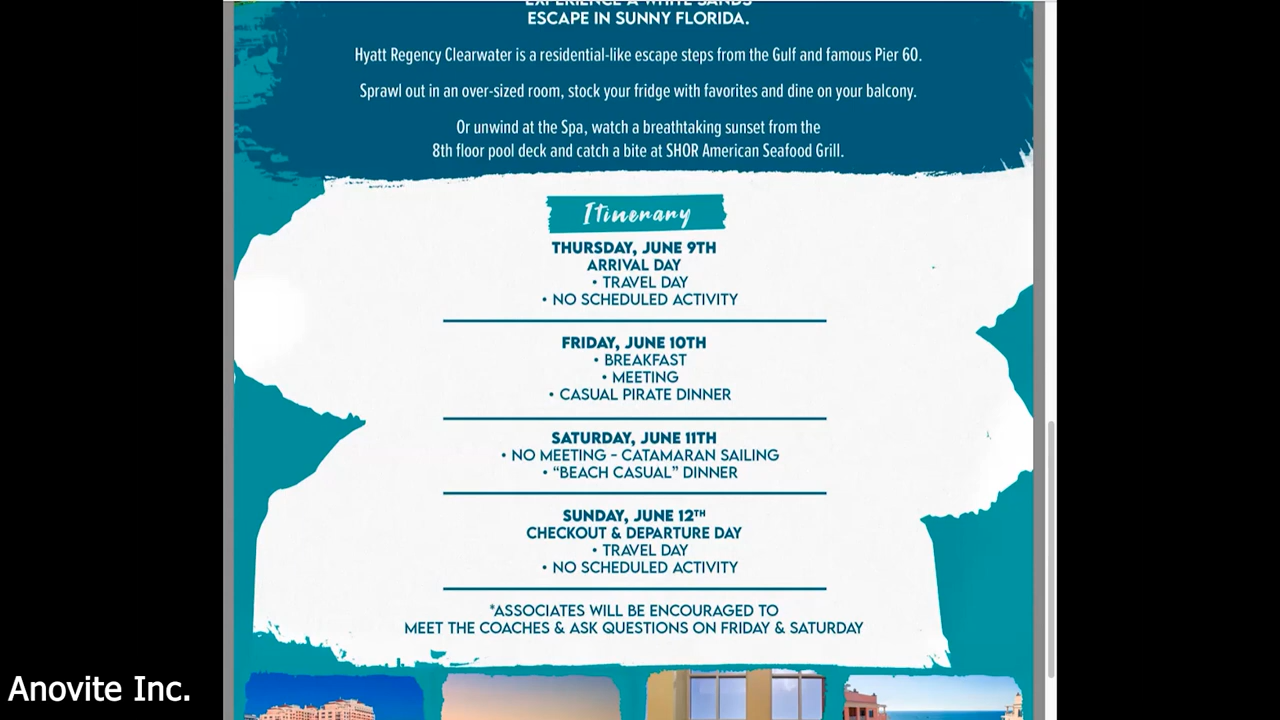 EXPERIENCE A WHITE SANDS
ESCAPE IN SUNNY FLORIDA.
Hyatt Regency Clearwater is a residential-like escape steps from the Gulf and famous Pier 60.
Sprawl out in an over-sized room, stock your fridge with favorites and dine on your balcony.
Or unwind at the Spa, watch a breathtaking sunset from the
8th floor pool deck and catch a bite at SHOR American Seafood Grill.
Itinerary
THURSDAY, JUNE 9TH
ARRIVAL DAY
• TRAVEL DAY
• NO SCHEDULED ACTIVITY
FRIDAY, JUNE 10TH
• BREAKFAST
• MEETING
• CASUAL PIRATE DINNER
SATURDAY, JUNE 11TH
• NO MEETING - CATAMARAN SAILING
• “BEACH CASUAL” DINNER
SUNDAY, JUNE 12TH
CHECKOUT & DEPARTURE DAY
• TRAVEL DAY
• NO SCHEDULED ACTIVITY
*ASSOCIATES WILL BE ENCOURAGED TO
MEET THE COACHES & ASK QUESTIONS ON FRIDAY & SATURDAY
Anovite Inc.